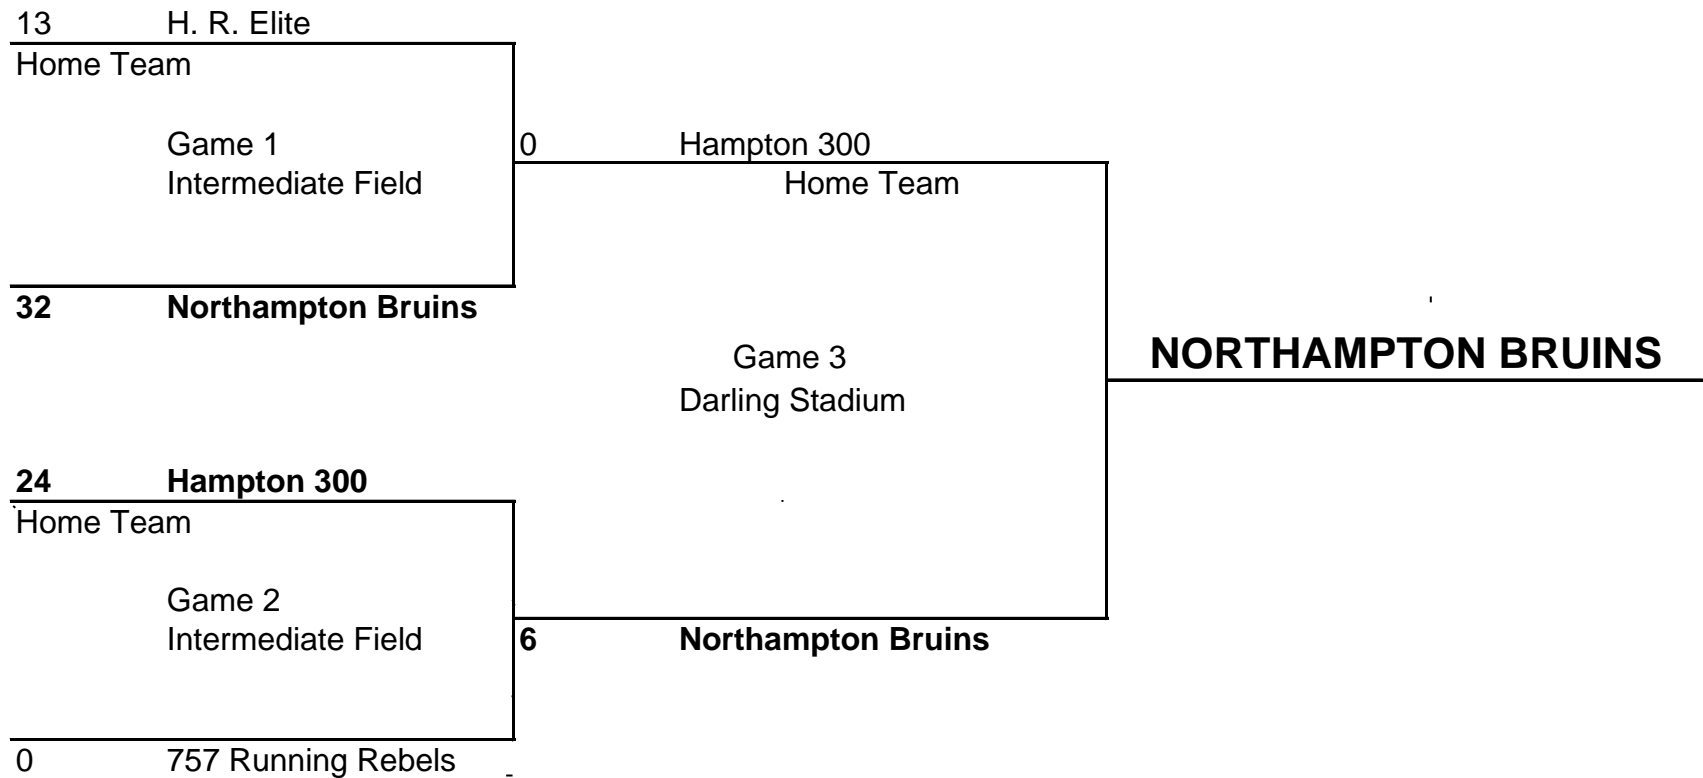 13 H. R. Elite
Home Team
Game 1
Intermediate Field
32 Northampton Bruins
24 Hampton 300
Home Team
Game 2
Intermediate Field
0 757 Running Rebels
0 Hampton 300
Home Team
Game 3
Darling Stadium
6 Northampton Bruins
NORTHAMPTON BRUINS